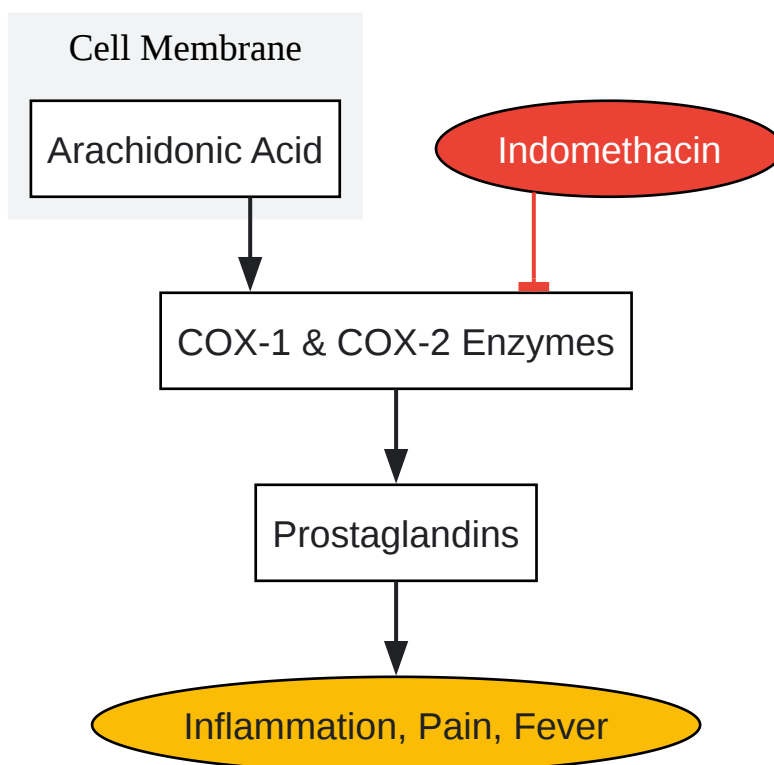 Cell Membrane
Arachidonic Acid
Indomethacin
COX-1 & COX-2 Enzymes
Prostaglandins
Inflammation, Pain, Fever